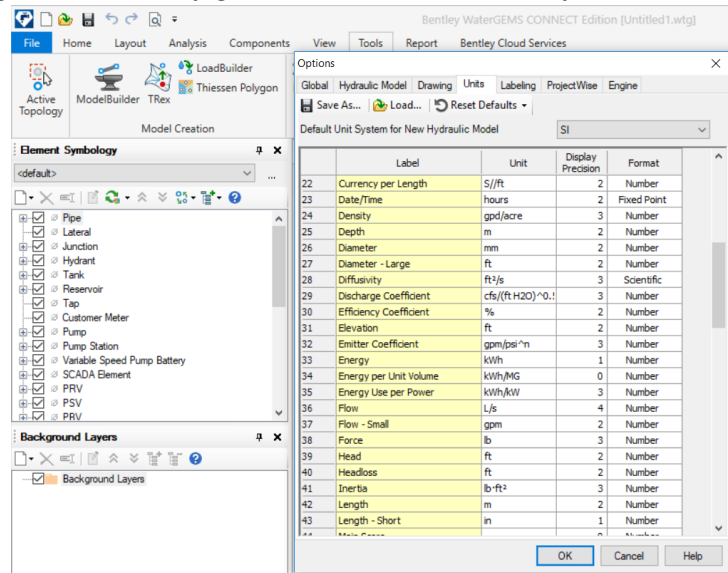 Bentley WaterGEMS CONNECT Edition [Untitled1.wtg]
File Home Layout Analysis Components View Tools Report Bentley Cloud Services
Active Topology
ModelBuilder
TRex
LoadBuilder
Thiessen Polygon
Model Creation
Element Symbology
<default>
...
Pipe
Lateral
Junction
Hydrant
Tank
Reservoir
Tap
Customer Meter
Pump
Pump Station
Variable Speed Pump Battery
SCADA Element
PRV
PSV
PBV
Background Layers
Background Layers
Options
Global Hydraulic Model Drawing Units Labeling ProjectWise Engine
Save As... Load... Reset Defaults
Default Unit System for New Hydraulic Model SI
Label Unit Display Precision Format
22 Currency per Length S//ft 2 Number
23 Date/Time hours 2 Fixed Point
24 Density gpd/acre 3 Number
25 Depth m 2 Number
26 Diameter mm 2 Number
27 Diameter - Large ft 2 Number
28 Diffusivity ft²/s 3 Scientific
29 Discharge Coefficient cfs/(ft H2O)^0.5 3 Number
30 Efficiency Coefficient % 2 Number
31 Elevation ft 2 Number
32 Emitter Coefficient gpm/psi^n 3 Number
33 Energy kWh 1 Number
34 Energy per Unit Volume kWh/MG 0 Number
35 Energy Use per Power kWh/kW 3 Number
36 Flow L/s 4 Number
37 Flow - Small gpm 2 Number
38 Force lb 3 Number
39 Head ft 2 Number
40 Headloss ft 2 Number
41 Inertia lb·ft² 3 Number
42 Length m 2 Number
43 Length - Short in 1 Number
OK Cancel Help